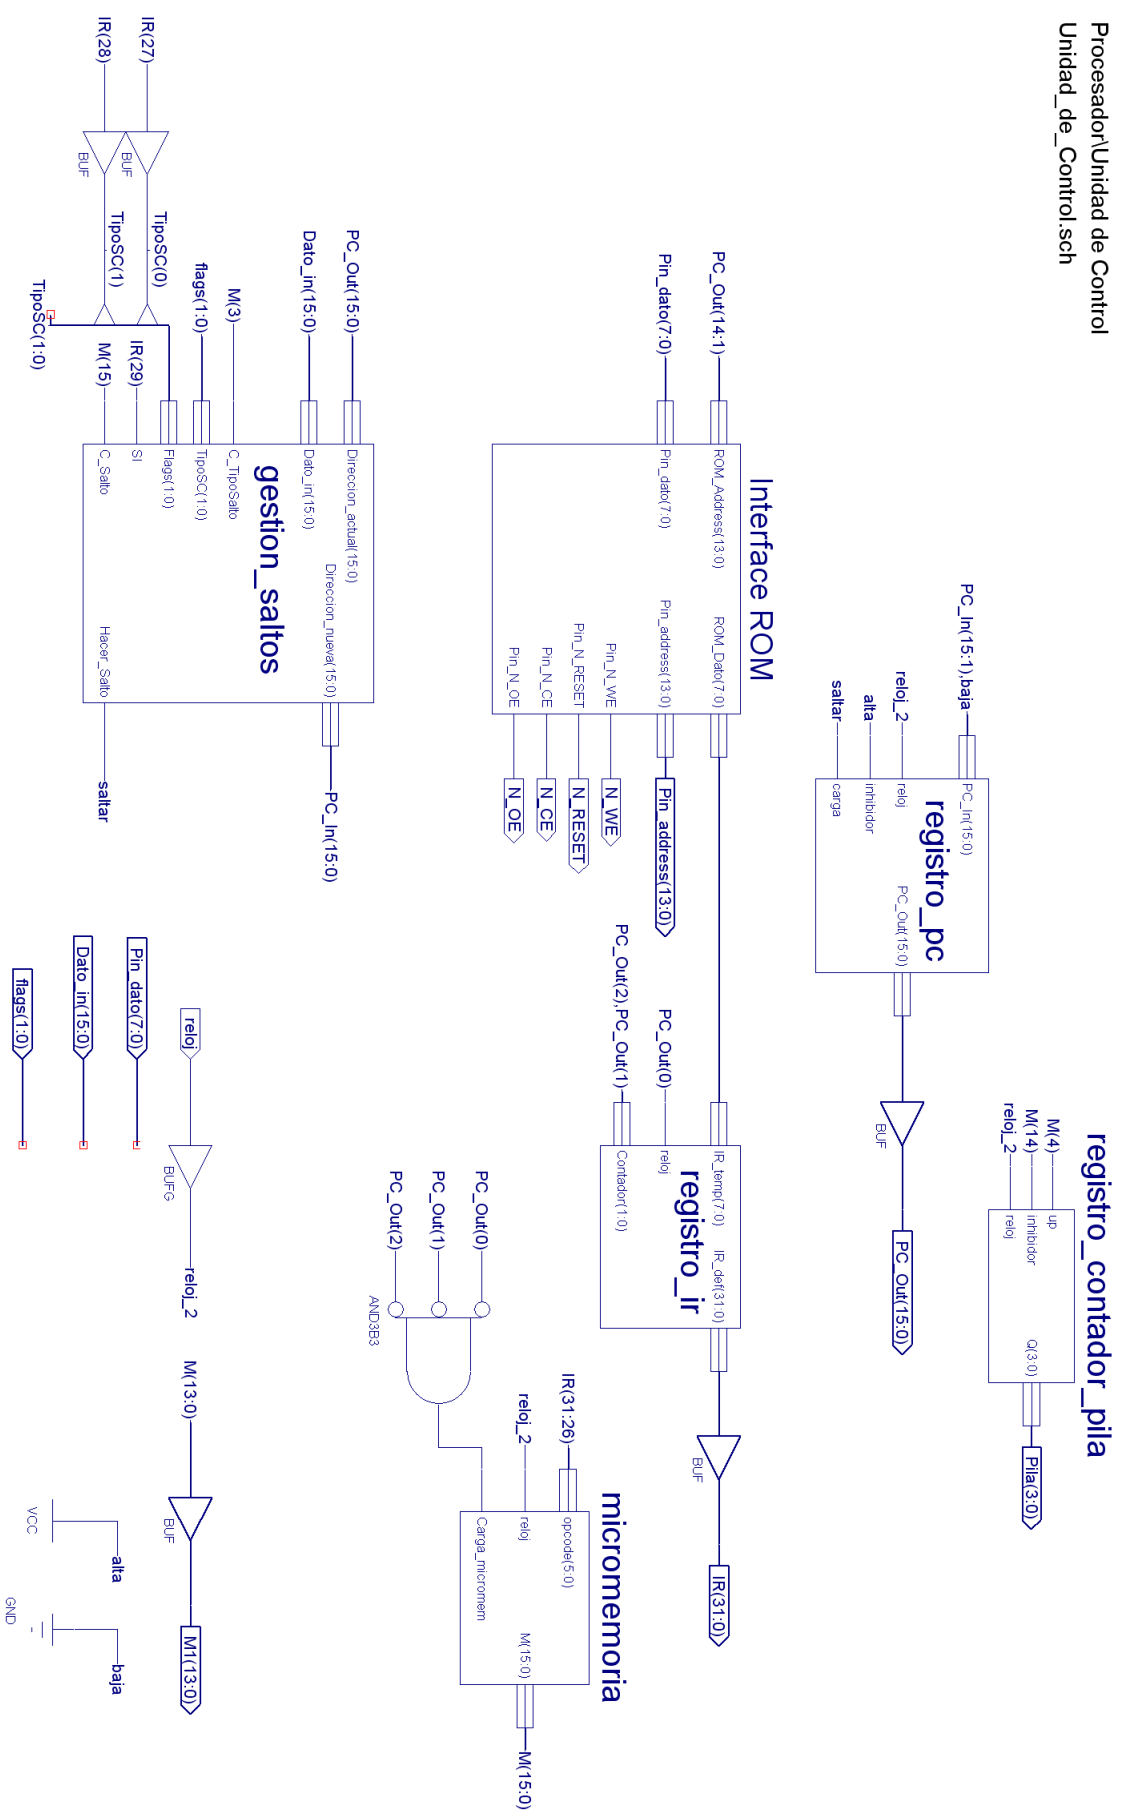 Procesador\Unidad de Control
Unidad_de_Control.sch
registro_contador_pila
M(4)
M(14)
reloj_2
up
inhibidor
reloj
Q(3:0)
Pila(3:0)
PC_In(15:1),baja
reloj_2
alta
saltar
PC_In(15:0)
registro_pc
reloj
inhibidor
carga
PC_Out(15:0)
BUF
PC_Out(15:0)
Interface ROM
PC_Out(14:1)
Pin_dato(7:0)
ROM_Address(13:0)
Pin_dato(7:0)
ROM_Dato(7:0)
Pin_address(13:0)
Pin_N_WE
Pin_N_RESET
Pin_N_CE
Pin_N_OE
Pin_address(13:0)
N_WE
N_RESET
N_CE
N_OE
PC_Out(0)
PC_Out(2),PC_Out(1)
IR_temp(7:0)
IR_def(31:0)
registro_ir
reloj
Contador(1:0)
BUF
IR(31:0)
micromemoria
IR(31:26)
reloj_2
opcode(5:0)
reloj
Carga_micromem
M(15:0)
M(15:0)
PC_Out(0)
PC_Out(1)
PC_Out(2)
AND3B3
PC_Out(15:0)
Dato_in(15:0)
flags(1:0)
M(3)
IR(27)
IR(28)
BUF
BUF
TipoSC(0)
TipoSC(1)
TipoSC(1:0)
IR(29)
M(15)
Direccion_actual(15:0)
Direccion_nueva(15:0)
Dato_in(15:0)
gestion_saltos
C_TipoSalto
TipoSC(1:0)
Flags(1:0)
SI
C_Salto
Hacer_Salto
PC_In(15:0)
saltar
reloj
BUFG
reloj_2
Pin_dato(7:0)
Dato_in(15:0)
flags(1:0)
M(13:0)
BUF
M1(13:0)
VCC
alta
GND
baja